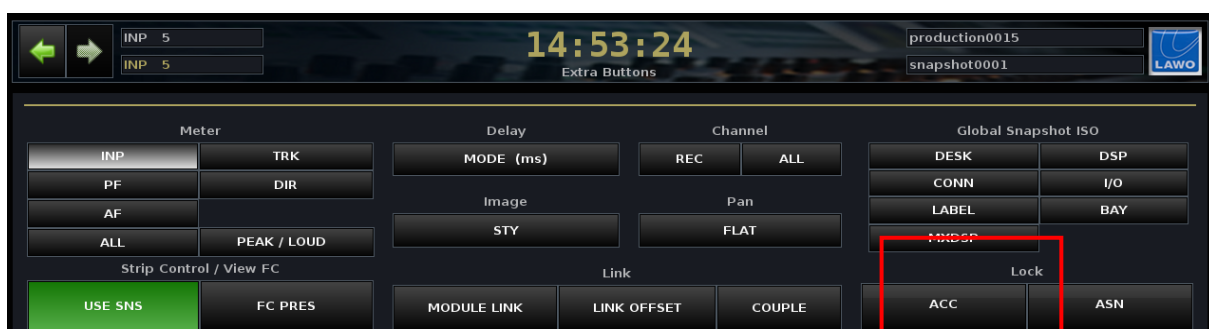 INP 5
INP 5
14:53:24
Extra Buttons
production0015
snapshot0001
LAWO
Meter
INP TRK
PF DIR
AF
ALL PEAK / LOUD
Delay
MODE (ms)
Channel
REC ALL
Image
STY
Pan
FLAT
Global Snapshot ISO
DESK DSP
CONN I/O
LABEL BAY
MXDSP
Strip Control / View FC
USE SNS FC PRES
Link
MODULE LINK LINK OFFSET COUPLE
Lock
ACC ASN